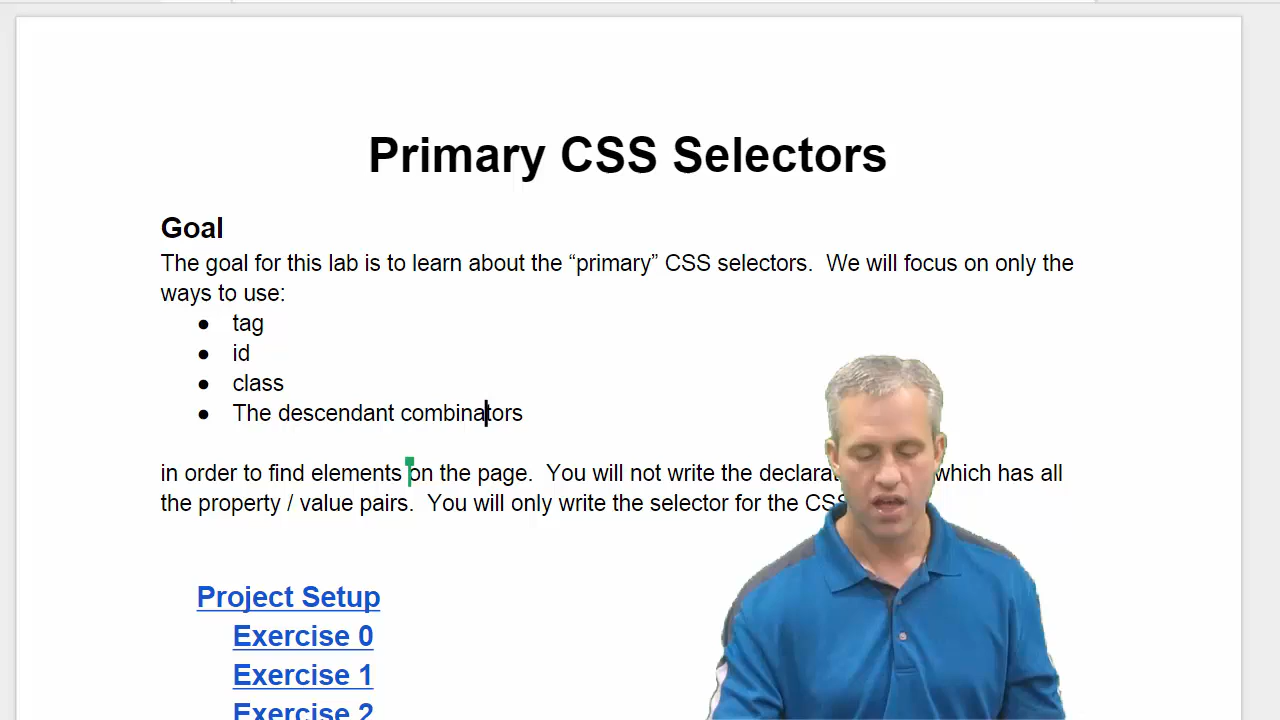 Primary CSS Selectors
Goal
The goal for this lab is to learn about the “primary” CSS selectors. We will focus on only the
ways to use:
● tag
● id
● class
● The descendant combinators
in order to find elements on the page. You will not write the which has all
the property / value pairs. You will only write the selector for the CSS
Project Setup
Exercise 0
Exercise 1
Exercise 2